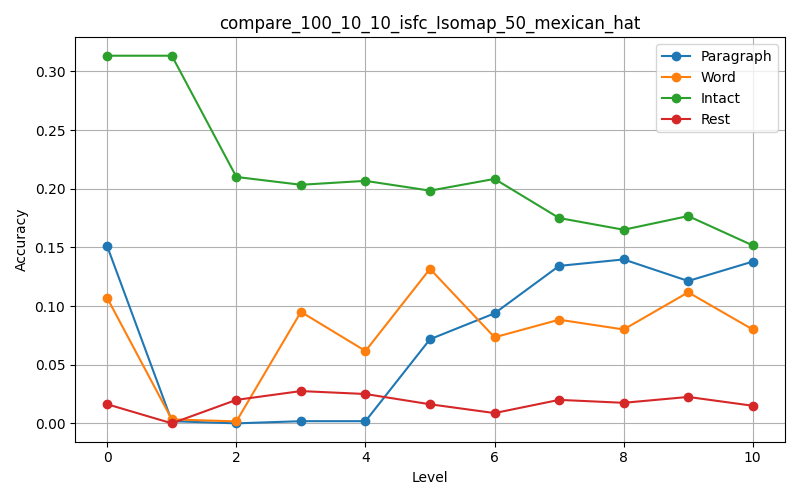 compare_100_10_10_isfc_Isomap_50_mexican_hat
Paragraph
Word
Intact
Rest
Accuracy
0.30
0.25
0.20
0.15
0.10
0.05
0.00
0 2 4 6 8 10
Level